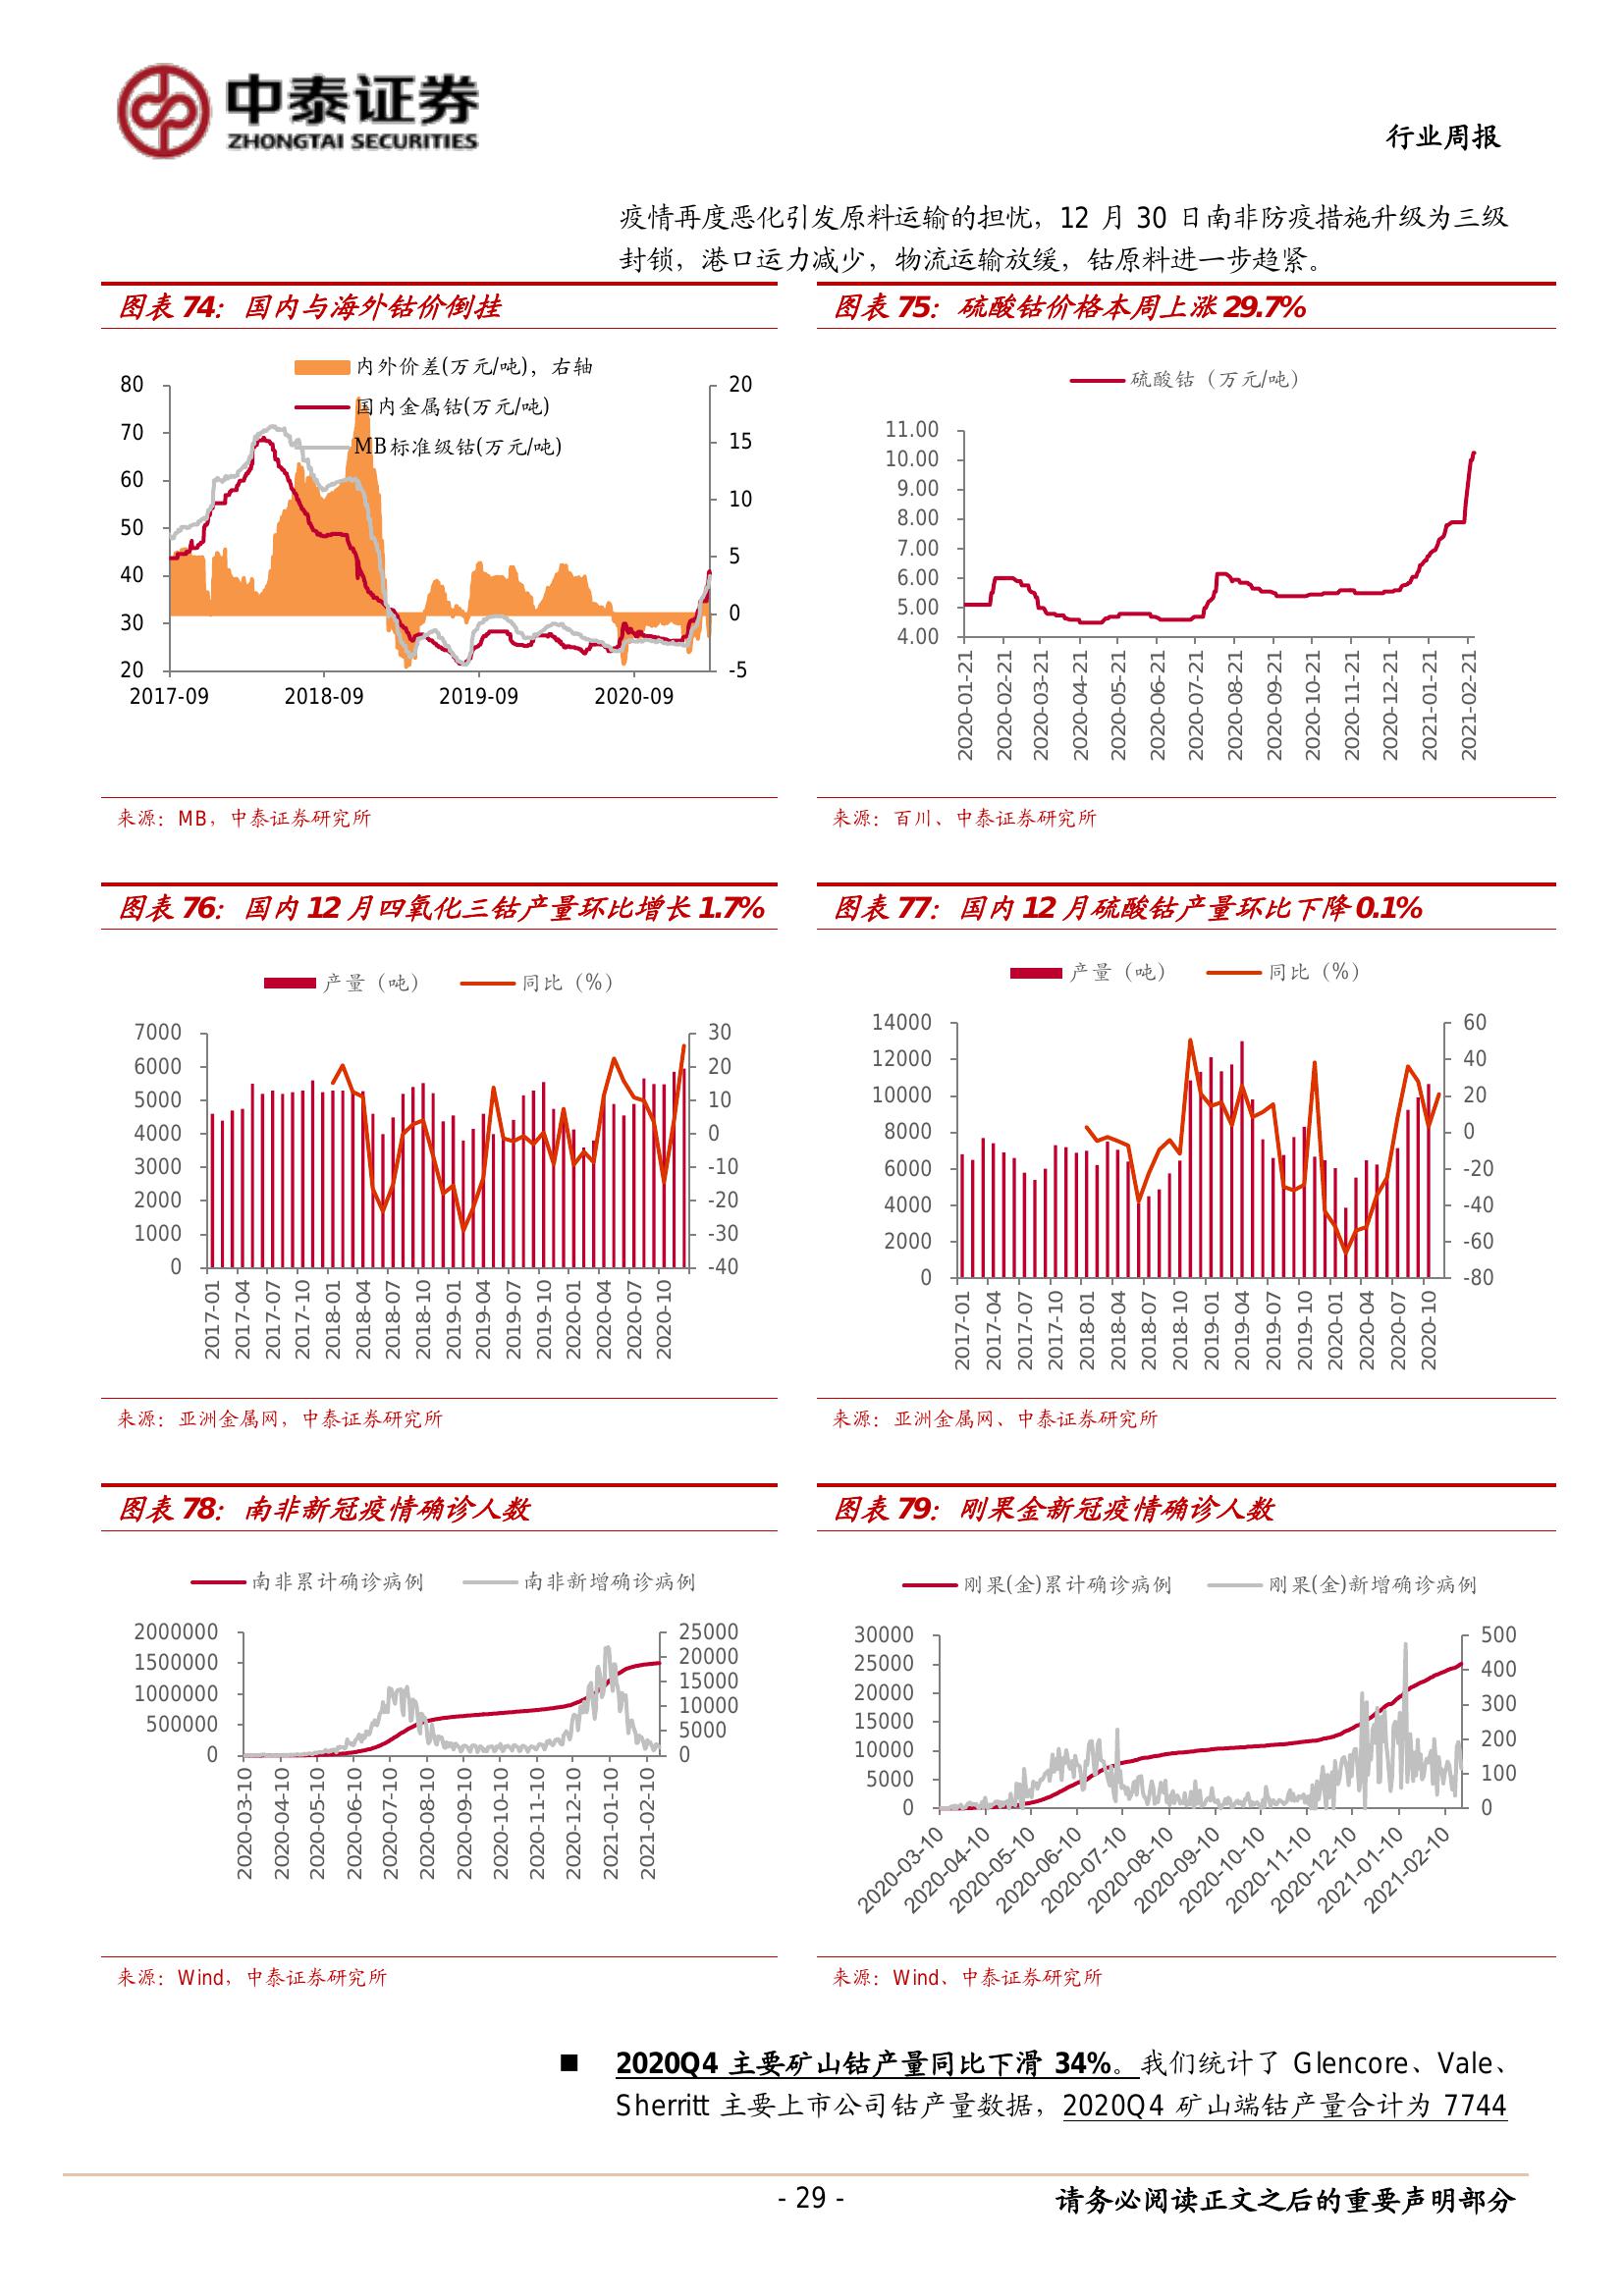 中泰证券
ZHONGTAI SECURITIES
行业周报
疫情再度恶化引发原料运输的担忧，12 月 30 日南非防疫措施升级为三级
封锁，港口运力减少，物流运输放缓，钴原料进一步趋紧。
图表 74：国内与海外钴价倒挂
内外价差(万元/吨)，右轴
国内金属钴(万元/吨)
MB标准级钴(万元/吨)
80
70
60
50
40
30
20
20
15
10
5
0
-5
2017-09 2018-09 2019-09 2020-09
来源：MB，中泰证券研究所
图表 75：硫酸钴价格本周上涨 29.7%
硫酸钴（万元/吨）
11.00
10.00
9.00
8.00
7.00
6.00
5.00
4.00
2020-01-21 2020-02-21 2020-03-21 2020-04-21 2020-05-21 2020-06-21 2020-07-21 2020-08-21 2020-09-21 2020-10-21 2020-11-21 2020-12-21 2021-01-21 2021-02-21
来源：百川、中泰证券研究所
图表 76：国内 12 月四氧化三钴产量环比增长 1.7%
产量（吨） 同比（%）
7000
6000
5000
4000
3000
2000
1000
0
30
20
10
0
-10
-20
-30
-40
2017-01 2017-04 2017-07 2017-10 2018-01 2018-04 2018-07 2018-10 2019-01 2019-04 2019-07 2019-10 2020-01 2020-04 2020-07 2020-10
来源：亚洲金属网，中泰证券研究所
图表 77：国内 12 月硫酸钴产量环比下降 0.1%
产量（吨） 同比（%）
14000
12000
10000
8000
6000
4000
2000
0
60
40
20
0
-20
-40
-60
-80
2017-01 2017-04 2017-07 2017-10 2018-01 2018-04 2018-07 2018-10 2019-01 2019-04 2019-07 2019-10 2020-01 2020-04 2020-07 2020-10
来源：亚洲金属网、中泰证券研究所
图表 78：南非新冠疫情确诊人数
南非累计确诊病例 南非新增确诊病例
2000000
1500000
1000000
500000
0
25000
20000
15000
10000
5000
0
2020-03-10 2020-04-10 2020-05-10 2020-06-10 2020-07-10 2020-08-10 2020-09-10 2020-10-10 2020-11-10 2020-12-10 2021-01-10 2021-02-10
来源：Wind，中泰证券研究所
图表 79：刚果金新冠疫情确诊人数
刚果(金)累计确诊病例 刚果(金)新增确诊病例
30000
25000
20000
15000
10000
5000
0
500
400
300
200
100
0
2020-03-10 2020-04-10 2020-05-10 2020-06-10 2020-07-10 2020-08-10 2020-09-10 2020-10-10 2020-11-10 2020-12-10 2021-01-10 2021-02-10
来源：Wind、中泰证券研究所
■ 2020Q4 主要矿山钴产量同比下滑 34%。我们统计了 Glencore、Vale、
Sherritt 主要上市公司钴产量数据，2020Q4 矿山端钴产量合计为 7744
- 29 -
请务必阅读正文之后的重要声明部分